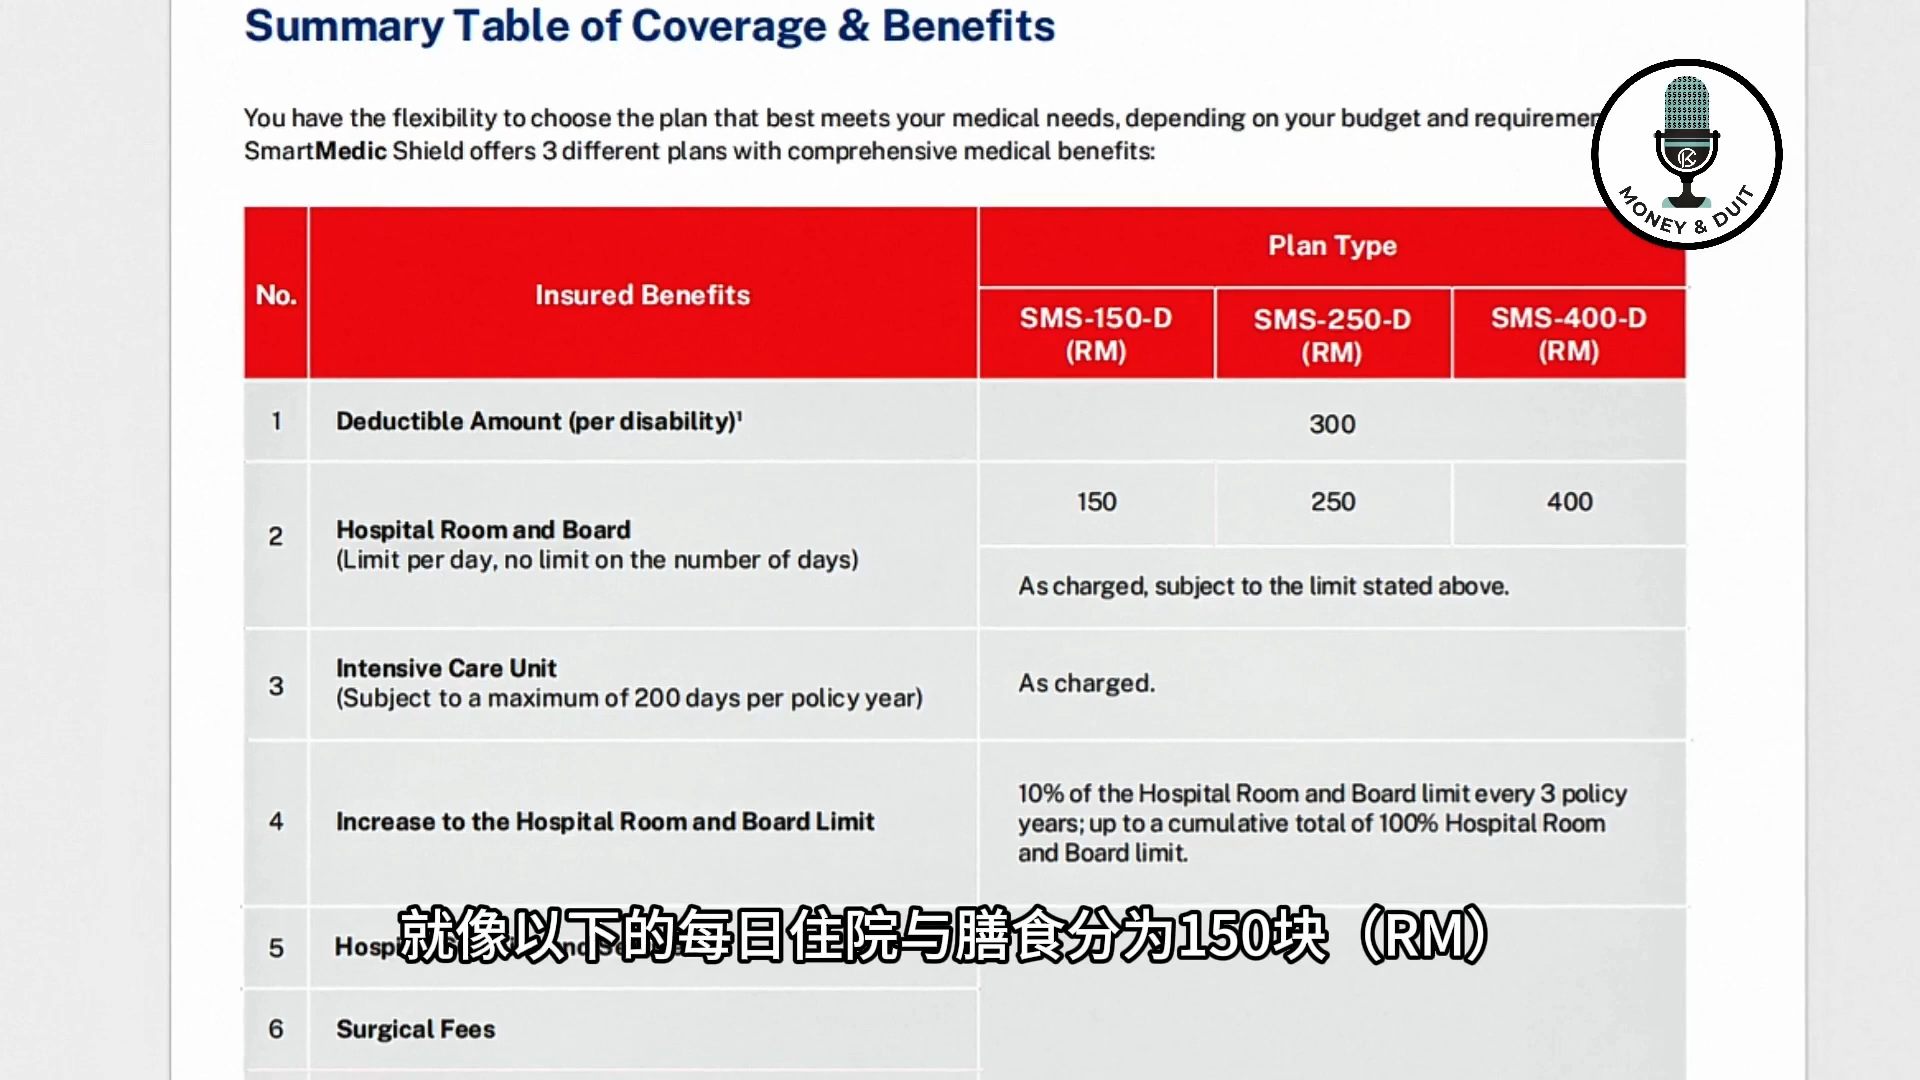 Summary Table of Coverage & Benefits
You have the flexibility to choose the plan that best meets your medical needs, depending on your budget and
SmartMedic Shield offers 3 different plans with comprehensive medical benefits:
MONEY & DUIT
No.
Insured Benefits
Plan Type
SMS-150-D
(RM)
SMS-250-D
(RM)
SMS-400-D
(RM)
1
Deductible Amount (per disability)¹
300
2
Hospital Room and Board
(Limit per day, no limit on the number of days)
150
250
400
As charged, subject to the limit stated above.
3
Intensive Care Unit
(Subject to a maximum of 200 days per policy year)
As charged.
4
Increase to the Hospital Room and Board Limit
10% of the Hospital Room and Board limit every 3 policy
years; up to a cumulative total of 100% Hospital Room
and Board limit.
5
就像以下的每日住院与膳食分为150块（RM）
6
Surgical Fees